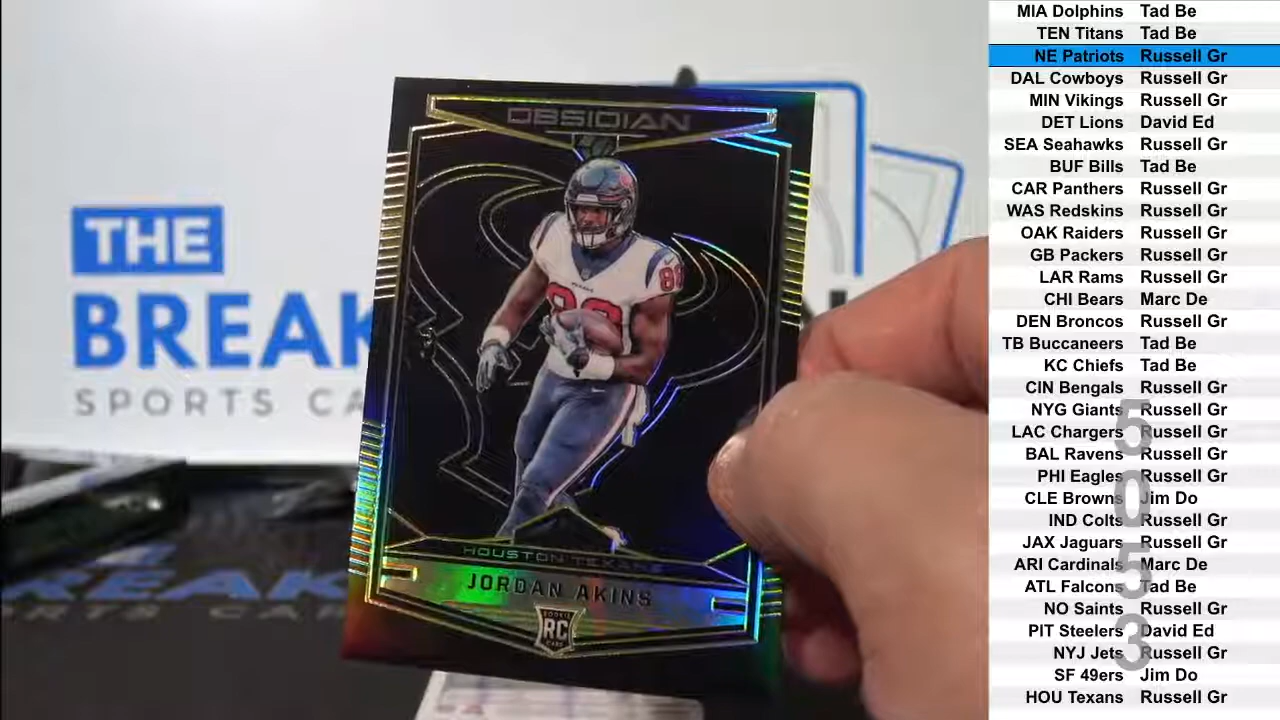 OBSIDIAN
88
88
HOUSTON TEXANS
JORDAN AKINS
ROOKIE
RC
CARD
THE
BREAK
SPORTS CA
REAK
RTS CAR
MIA Dolphins Tad Be
TEN Titans Tad Be
NE Patriots Russell Gr
DAL Cowboys Russell Gr
MIN Vikings Russell Gr
DET Lions David Ed
SEA Seahawks Russell Gr
BUF Bills Tad Be
CAR Panthers Russell Gr
WAS Redskins Russell Gr
OAK Raiders Russell Gr
GB Packers Russell Gr
LAR Rams Russell Gr
CHI Bears Marc De
DEN Broncos Russell Gr
TB Buccaneers Tad Be
KC Chiefs Tad Be
CIN Bengals Russell Gr
NYG Giants Russell Gr
LAC Chargers Russell Gr
BAL Ravens Russell Gr
PHI Eagles Russell Gr
CLE Browns Jim Do
IND Colts Russell Gr
JAX Jaguars Russell Gr
ARI Cardinals Marc De
ATL Falcons Tad Be
NO Saints Russell Gr
PIT Steelers David Ed
NYJ Jets Russell Gr
SF 49ers Jim Do
HOU Texans Russell Gr
5053